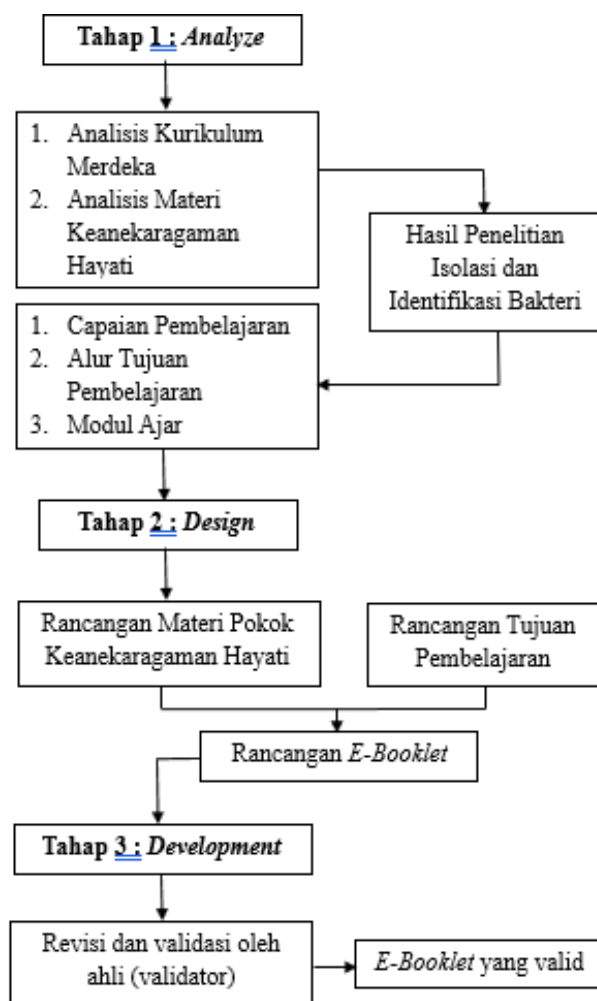 Tahap 1 : Analyze
1. Analisis Kurikulum
Merdeka
2. Analisis Materi
Keanekaragaman
Hayati
Hasil Penelitian
Isolasi dan
Identifikasi Bakteri
1. Capaian Pembelajaran
2. Alur Tujuan
Pembelajaran
3. Modul Ajar
Tahap 2 : Design
Rancangan Materi Pokok
Keanekaragaman Hayati
Rancangan Tujuan
Pembelajaran
Rancangan E-Booklet
Tahap 3 : Development
Revisi dan validasi oleh
ahli (validator)
E-Booklet yang valid